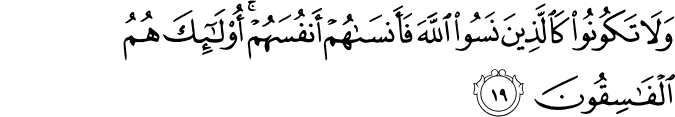 وَلَا تَكُونُوا۟ كَٱلَّذِينَ نَسُوا۟ ٱللَّهَ فَأَنسَىٰهُمْ أَنفُسَهُمْ ۚ أُو۟لَـٰٓئِكَ هُمُ
ٱلْفَـٰسِقُونَ ١٩